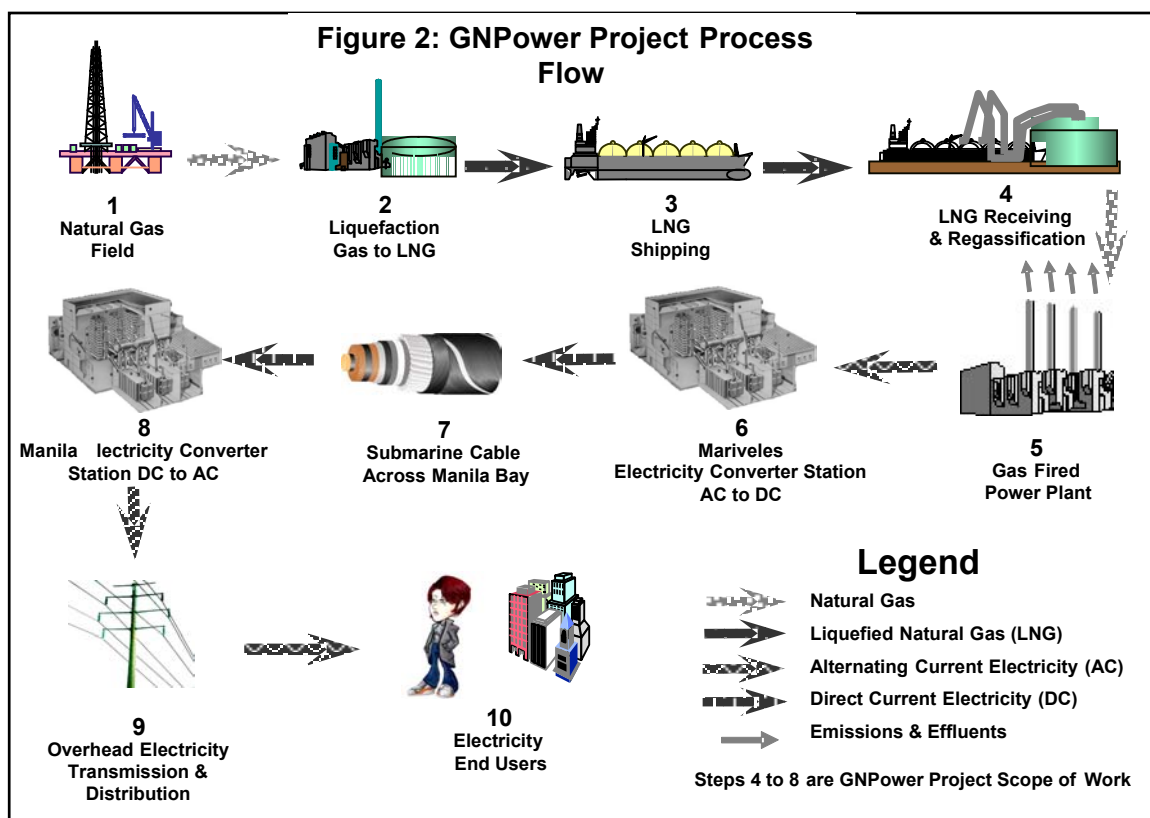 Figure 2: GNPower Project Process
Flow
1
Natural Gas
Field
2
Liquefaction
Gas to LNG
3
LNG
Shipping
4
LNG Receiving
& Regassification
8
Manila lectricity Converter
Station DC to AC
7
Submarine Cable
Across Manila Bay
6
Mariveles
Electricity Converter Station
AC to DC
5
Gas Fired
Power Plant
9
Overhead Electricity
Transmission &
Distribution
10
Electricity
End Users
Legend
Natural Gas
Liquefied Natural Gas (LNG)
Alternating Current Electricity (AC)
Direct Current Electricity (DC)
Emissions & Effluents
Steps 4 to 8 are GNPower Project Scope of Work